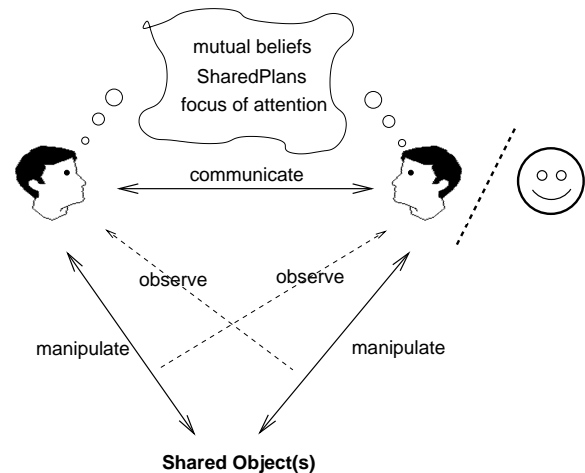 mutual beliefs
SharedPlans
focus of attention
communicate
observe
observe
manipulate
manipulate
Shared Object(s)